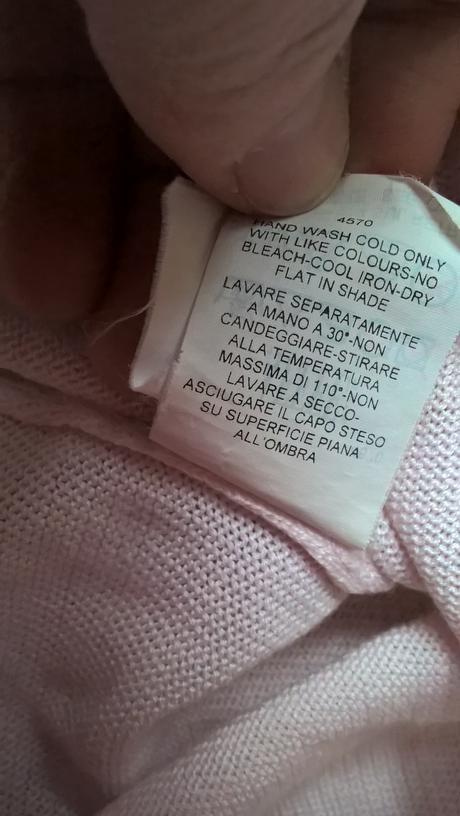 4570
HAND WASH COLD ONLY
WITH LIKE COLOURS-NO
BLEACH-COOL IRON-DRY
FLAT IN SHADE
LAVARE SEPARATAMENTE
A MANO A 30°-NON
CANDEGGIARE-STIRARE
ALLA TEMPERATURA
MASSIMA DI 110°-NON
LAVARE A SECCO-
ASCIUGARE IL CAPO STESO
SU SUPERFICIE PIANA
ALL'OMBRA